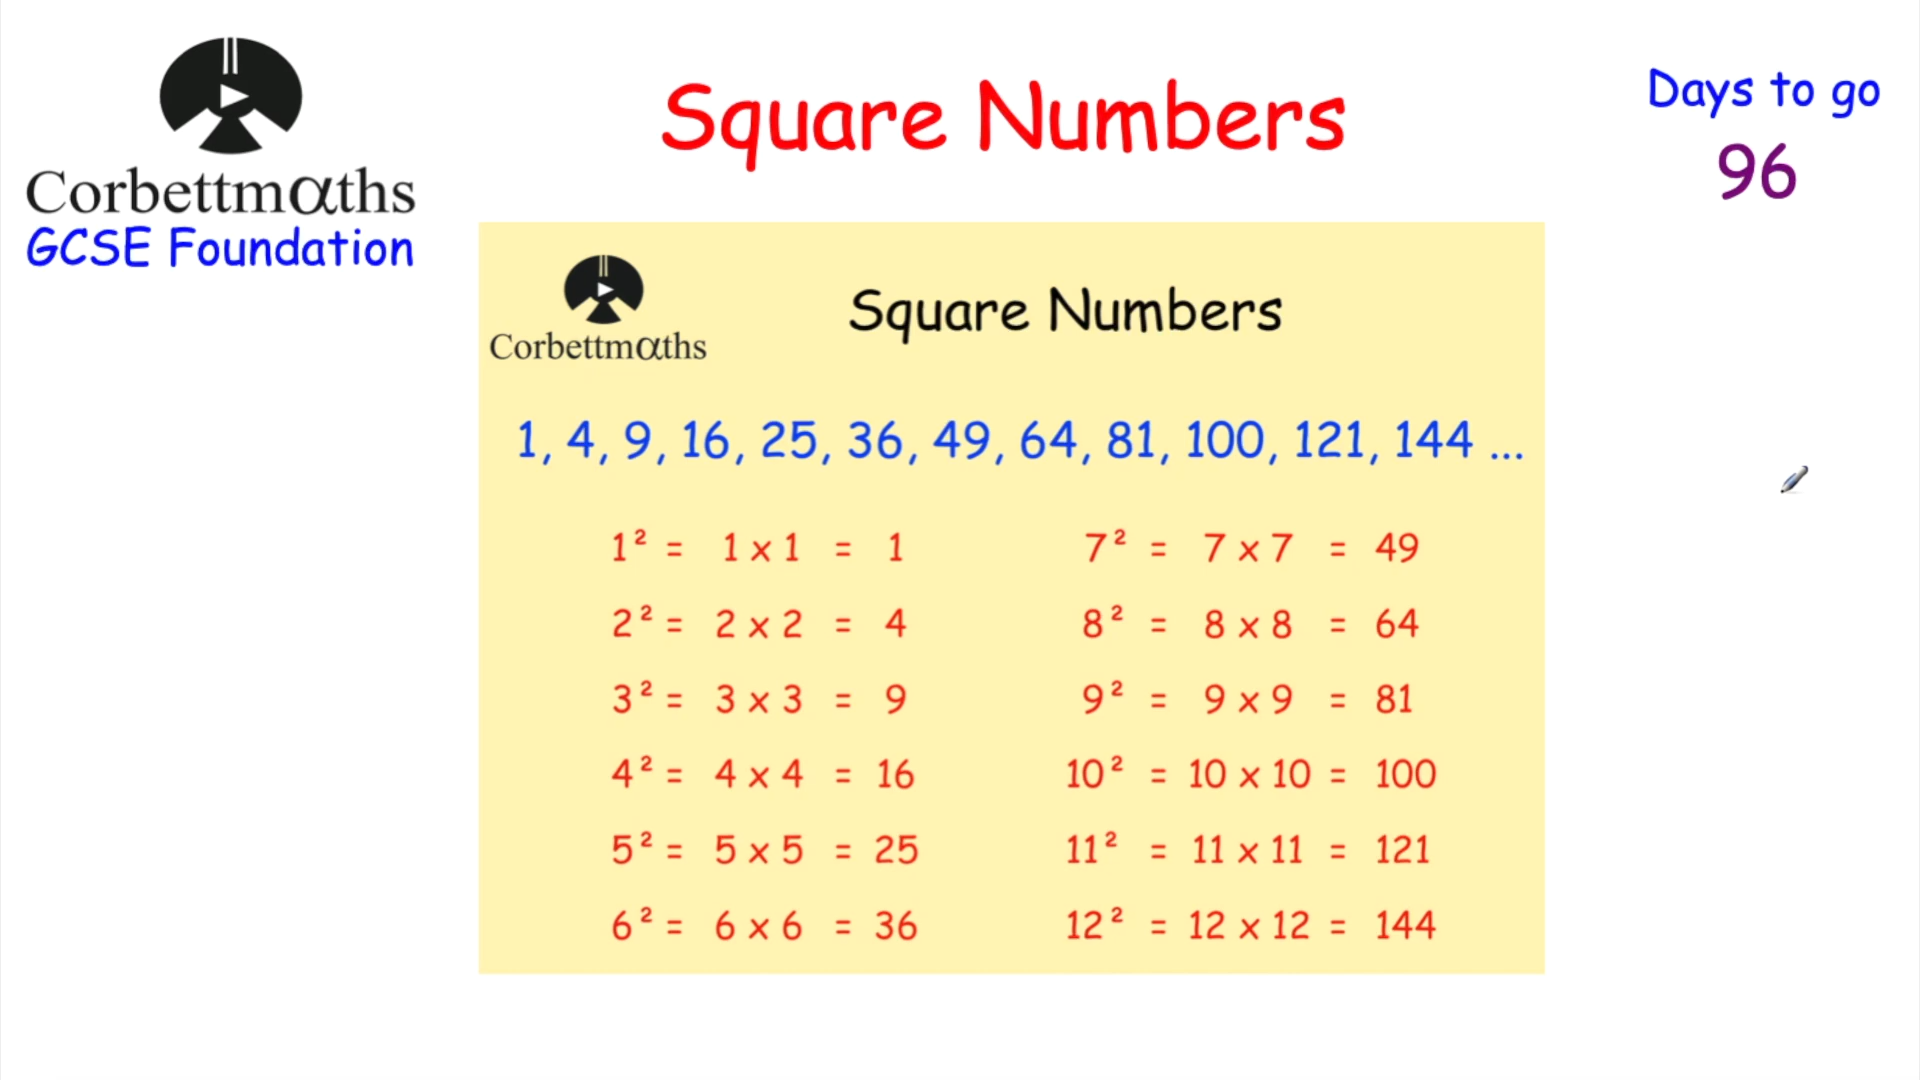 Corbettmαths
GCSE Foundation
Square Numbers
Days to go
96
Corbettmαths
Square Numbers
1, 4, 9, 16, 25, 36, 49, 64, 81, 100, 121, 144 ...
1² = 1 x 1 = 1
2² = 2 x 2 = 4
3² = 3 x 3 = 9
4² = 4 x 4 = 16
5² = 5 x 5 = 25
6² = 6 x 6 = 36
7² = 7 x 7 = 49
8² = 8 x 8 = 64
9² = 9 x 9 = 81
10² = 10 x 10 = 100
11² = 11 x 11 = 121
12² = 12 x 12 = 144